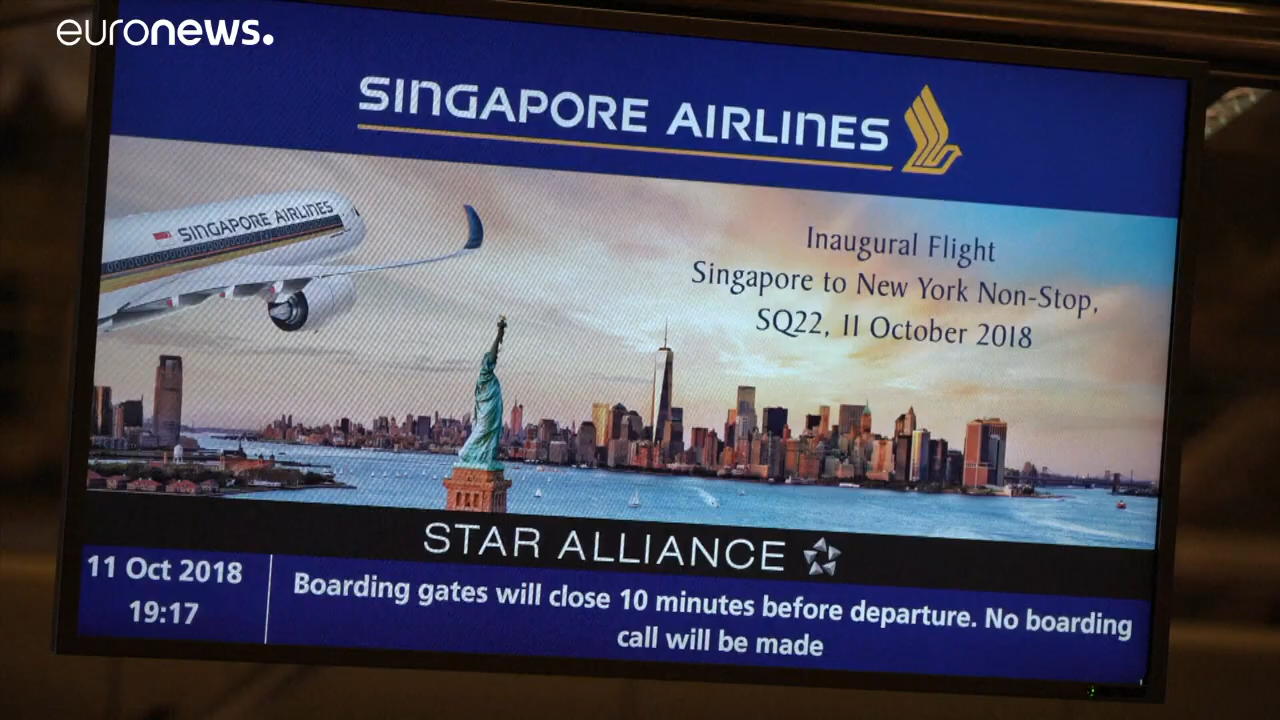 euronews.
SINGAPORE AIRLINES
SINGAPORE AIRLINES
Inaugural Flight
Singapore to New York Non-Stop,
SQ22, 11 October 2018
STAR ALLIANCE
11 Oct 2018
19:17
Boarding gates will close 10 minutes before departure. No boarding
call will be made